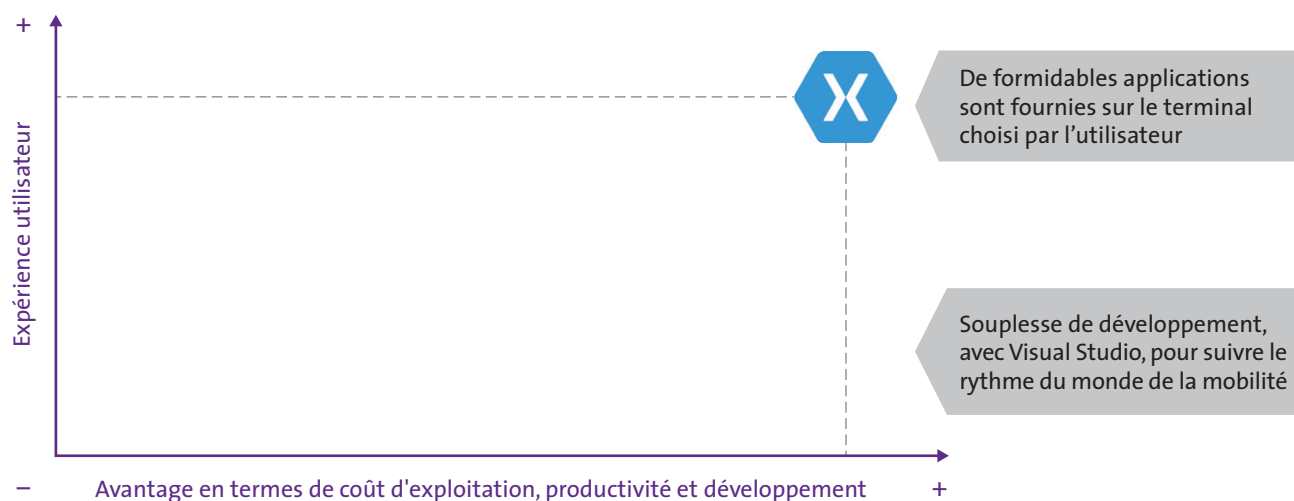 +
X
De formidables applications
sont fournies sur le terminal
choisi par l’utilisateur
Expérience utilisateur
Souplesse de développement,
avec Visual Studio, pour suivre le
rythme du monde de la mobilité
– Avantage en termes de coût d'exploitation, productivité et développement +